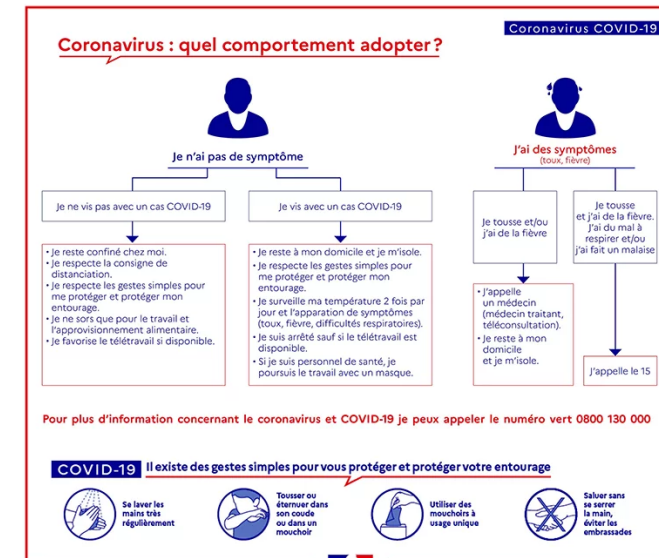 Coronavirus COVID-19
Coronavirus : quel comportement adopter ?
Je n'ai pas de symptôme
Je ne vis pas avec un cas COVID-19
• Je reste confiné chez moi.
• Je respecte la consigne de
distanciation.
• Je respecte les gestes simples pour
me protéger et protéger mon
entourage.
• Je ne sors que pour le travail et
l'approvisionnement alimentaire.
• Je favorise le télétravail si disponible.
Je vis avec un cas COVID-19
• Je reste à mon domicile et je m'isole.
• Je respecte les gestes simples pour
me protéger et protéger mon
entourage.
• Je surveille ma température 2 fois par
jour et l'apparation de symptômes
(toux, fièvre, difficultés respiratoires).
• Je suis arrêté sauf si le télétravail est
disponible.
• Si je suis personnel de santé, je
poursuis le travail avec un masque.
J'ai des symptômes
(toux, fièvre)
Je tousse et/ou
j'ai de la fièvre
• J'appelle
un médecin
(médecin traitant,
téléconsultation).
• Je reste à mon
domicile
et je m'isole.
Je tousse
et j'ai de la fièvre.
J'ai du mal à
respirer et/ou
j'ai fait un malaise
J'appelle le 15
Pour plus d'information concernant le coronavirus et COVID-19 je peux appeler le numéro vert 0800 130 000
COVID-19 Il existe des gestes simples pour vous protéger et protéger votre entourage
Se laver les
mains très
régulièrement
Tousser ou
éternuer dans
son coude
ou dans un
mouchoir
Utiliser des
mouchoirs à
usage unique
Saluer sans
se serrer
la main,
éviter les
embrassades